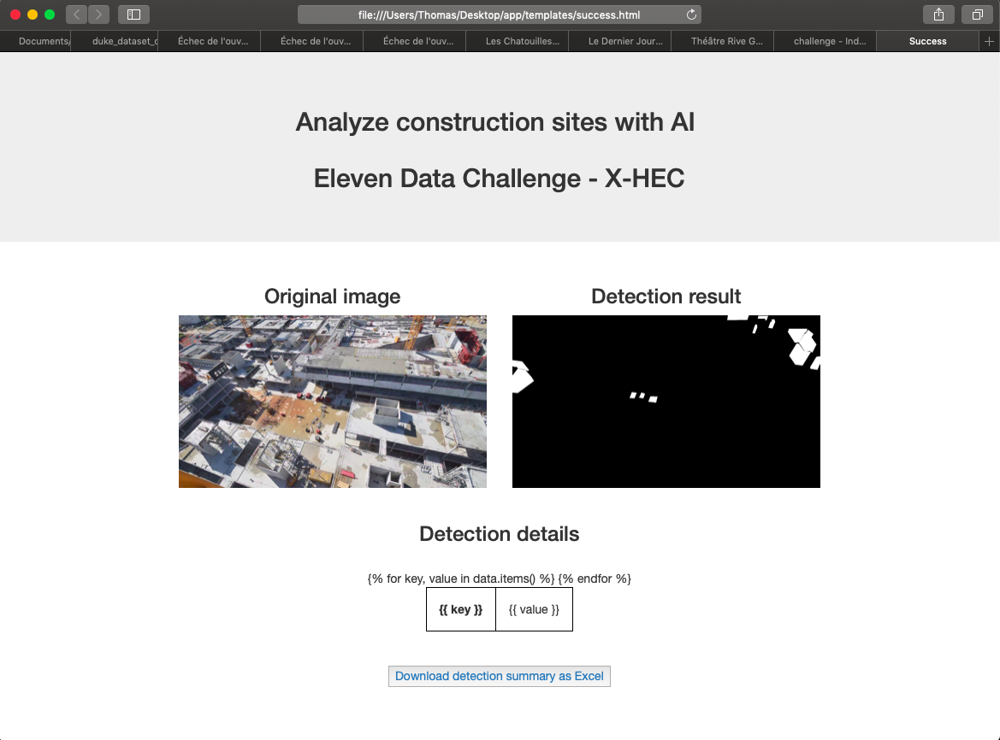 file:///Users/Thomas/Desktop/app/templates/success.html
Documents/
duke_dataset_c
Échec de l'ouv...
Échec de l'ouv...
Échec de l'ouv...
Les Chatouilles...
Le Dernier Jour...
Théâtre Rive G...
challenge - Ind...
Success
Analyze construction sites with AI
Eleven Data Challenge - X-HEC
Original image
Detection result
Detection details
{% for key, value in data.items() %} {% endfor %}
{{ key }}
{{ value }}
Download detection summary as Excel